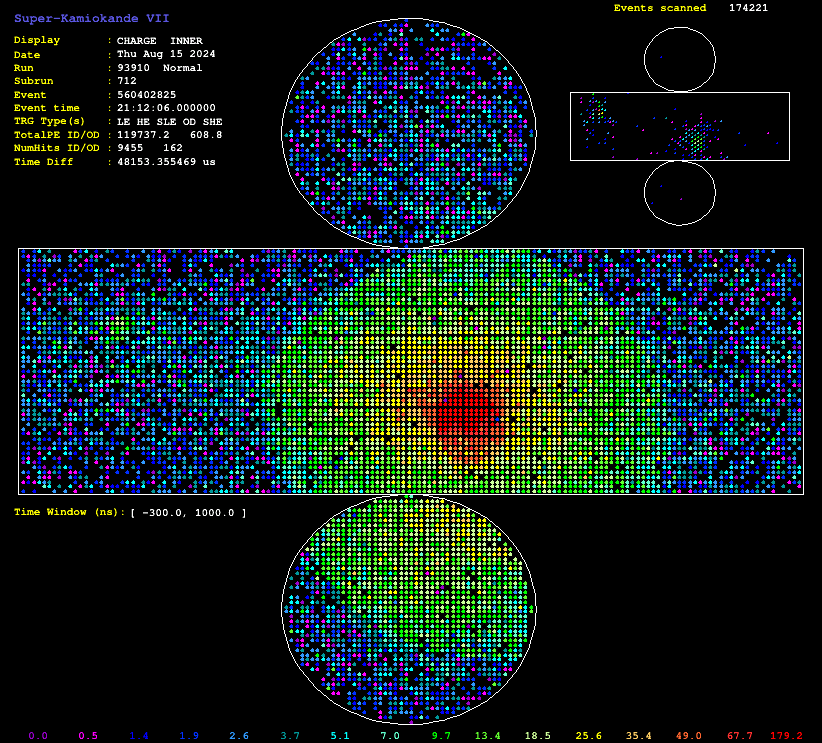 Super-Kamiokande VII
Events scanned 174221
Display : CHARGE INNER
Date : Thu Aug 15 2024
Run : 93910 Normal
Subrun : 712
Event : 560402825
Event time : 21:12:06.000000
TRG Type(s) : LE HE SLE OD SHE
TotalPE ID/OD : 119737.2 608.8
NumHits ID/OD : 9455 162
Time Diff : 48153.355469 us
Time Window (ns): [ -300.0, 1000.0 ]
0.0 0.5 1.4 1.9 2.6 3.7 5.1 7.0 9.7 13.4 18.5 25.6 35.4 49.0 67.7 179.2